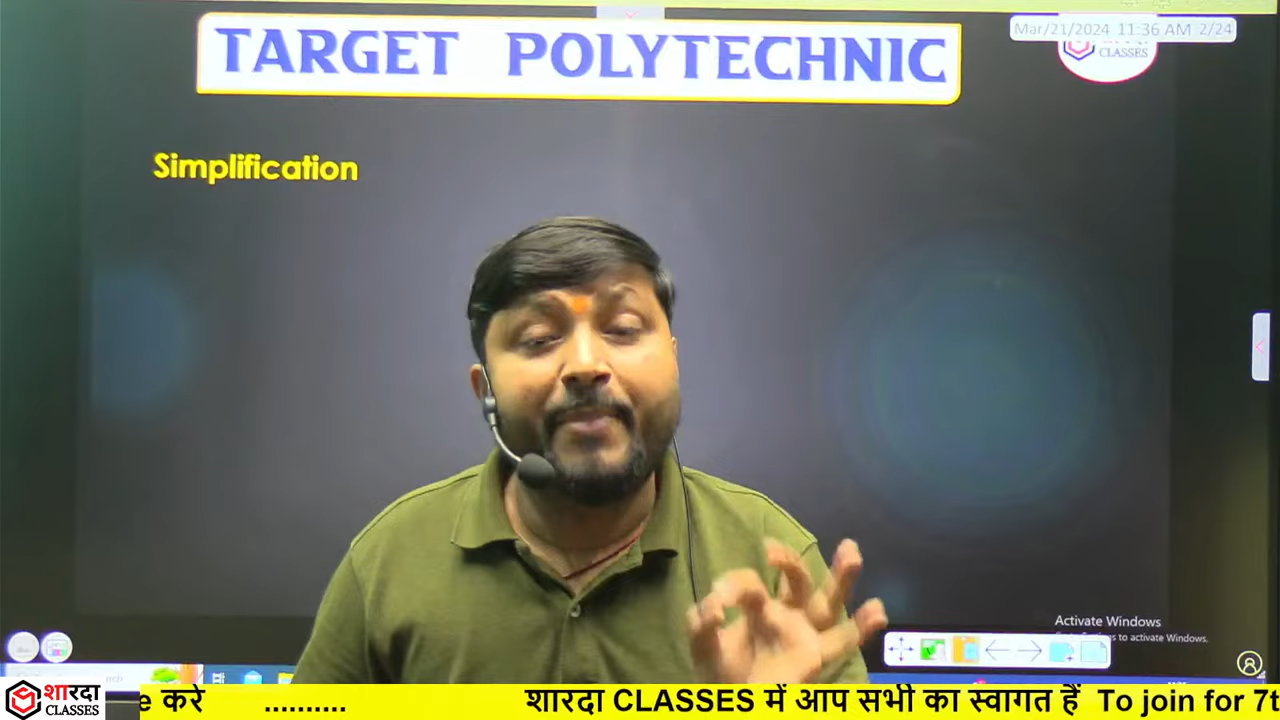 TARGET POLYTECHNIC
Mar/21/2024 11:36 AM 2/24
CLASSES
Simplification
Activate Windows
to activate Windows.
शारदा
CLASSES
e करे .......... शारदा CLASSES में आप सभी का स्वागत हैं To join for 7t